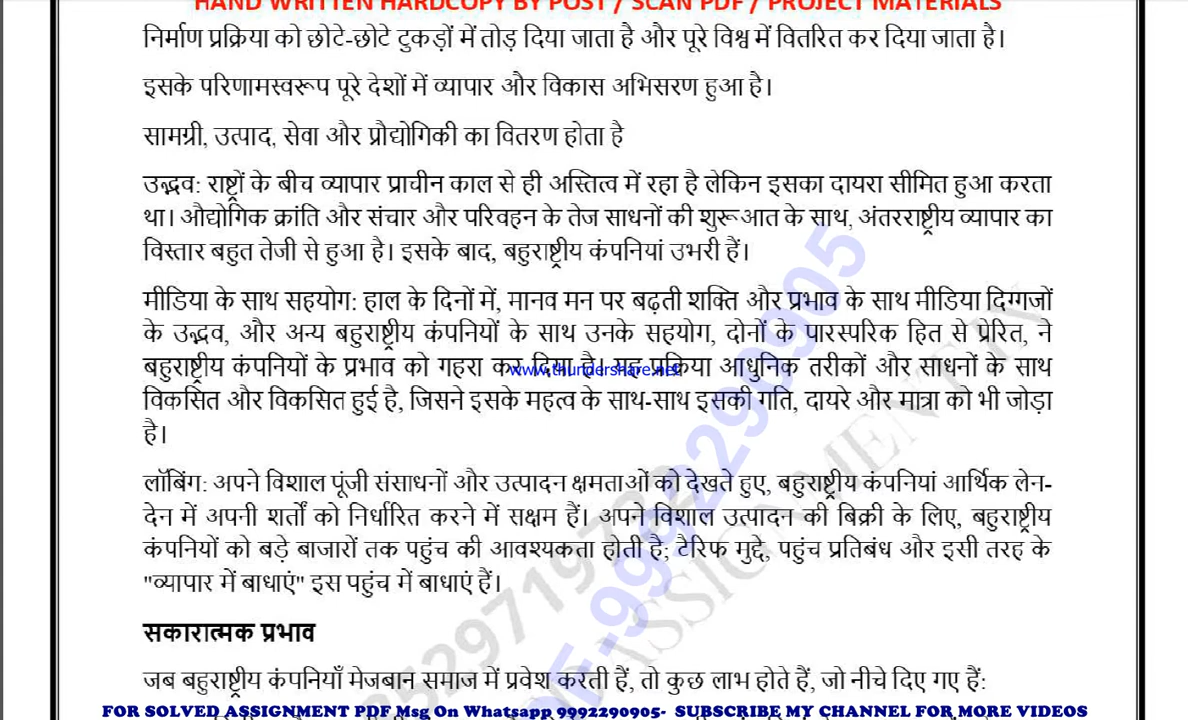 HAND WRITTEN HARDCOPY BY POST / SCAN PDF / PROJECT MATERIALS
निर्माण प्रक्रिया को छोटे-छोटे टुकड़ों में तोड़ दिया जाता है और पूरे विश्व में वितरित कर दिया जाता है।
इसके परिणामस्वरूप पूरे देशों में व्यापार और विकास अभिसरण हुआ है।
सामग्री, उत्पाद, सेवा और प्रौद्योगिकी का वितरण होता है
उद्भव: राष्ट्रों के बीच व्यापार प्राचीन काल से ही अस्तित्व में रहा है लेकिन इसका दायरा सीमित हुआ करता
था। औद्योगिक क्रांति और संचार और परिवहन के तेज साधनों की शुरूआत के साथ, अंतरराष्ट्रीय व्यापार का
विस्तार बहुत तेजी से हुआ है। इसके बाद, बहुराष्ट्रीय कंपनियां उभरी हैं।
मीडिया के साथ सहयोग: हाल के दिनों में, मानव मन पर बढ़ती शक्ति और प्रभाव के साथ मीडिया दिग्गजों
के उद्भव, और अन्य बहुराष्ट्रीय कंपनियों के साथ उनके सहयोग, दोनों के पारस्परिक हित से प्रेरित, ने
बहुराष्ट्रीय कंपनियों के प्रभाव को गहरा कर दिया है। यह प्रक्रिया आधुनिक तरीकों और साधनों के साथ
www.thundershare.net
विकसित और विकसित हुई है, जिसने इसके महत्व के साथ-साथ इसकी गति, दायरे और मात्रा को भी जोड़ा
है।
लॉबिंग: अपने विशाल पूंजी संसाधनों और उत्पादन क्षमताओं को देखते हुए, बहुराष्ट्रीय कंपनियां आर्थिक लेन-
देन में अपनी शर्तों को निर्धारित करने में सक्षम हैं। अपने विशाल उत्पादन की बिक्री के लिए, बहुराष्ट्रीय
कंपनियों को बड़े बाजारों तक पहुंच की आवश्यकता होती है; टैरिफ मुद्दे, पहुंच प्रतिबंध और इसी तरह के
"व्यापार में बाधाएं" इस पहुंच में बाधाएं हैं।
सकारात्मक प्रभाव
जब बहुराष्ट्रीय कंपनियाँ मेजबान समाज में प्रवेश करती हैं, तो कुछ लाभ होते हैं, जो नीचे दिए गए हैं:
FOR SOLVED ASSIGNMENT PDF Msg On Whatsapp 9992290905- SUBSCRIBE MY CHANNEL FOR MORE VIDEOS